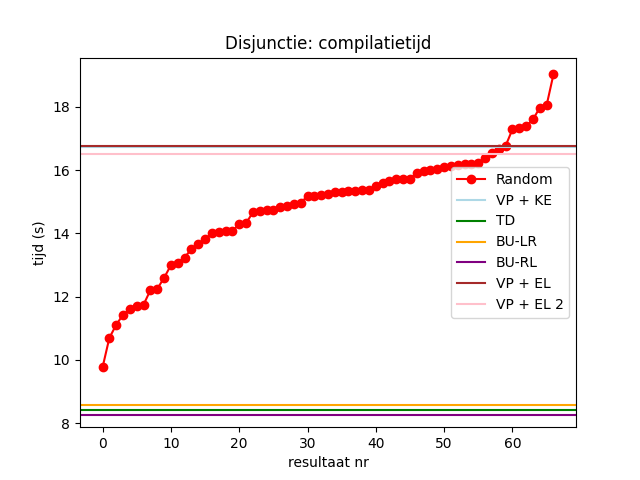 Disjunctie: compilatietijd
tijd (s)
18
16
14
12
10
8
0 10 20 30 40 50 60
resultaat nr
Random
VP + KE
TD
BU-LR
BU-RL
VP + EL
VP + EL 2